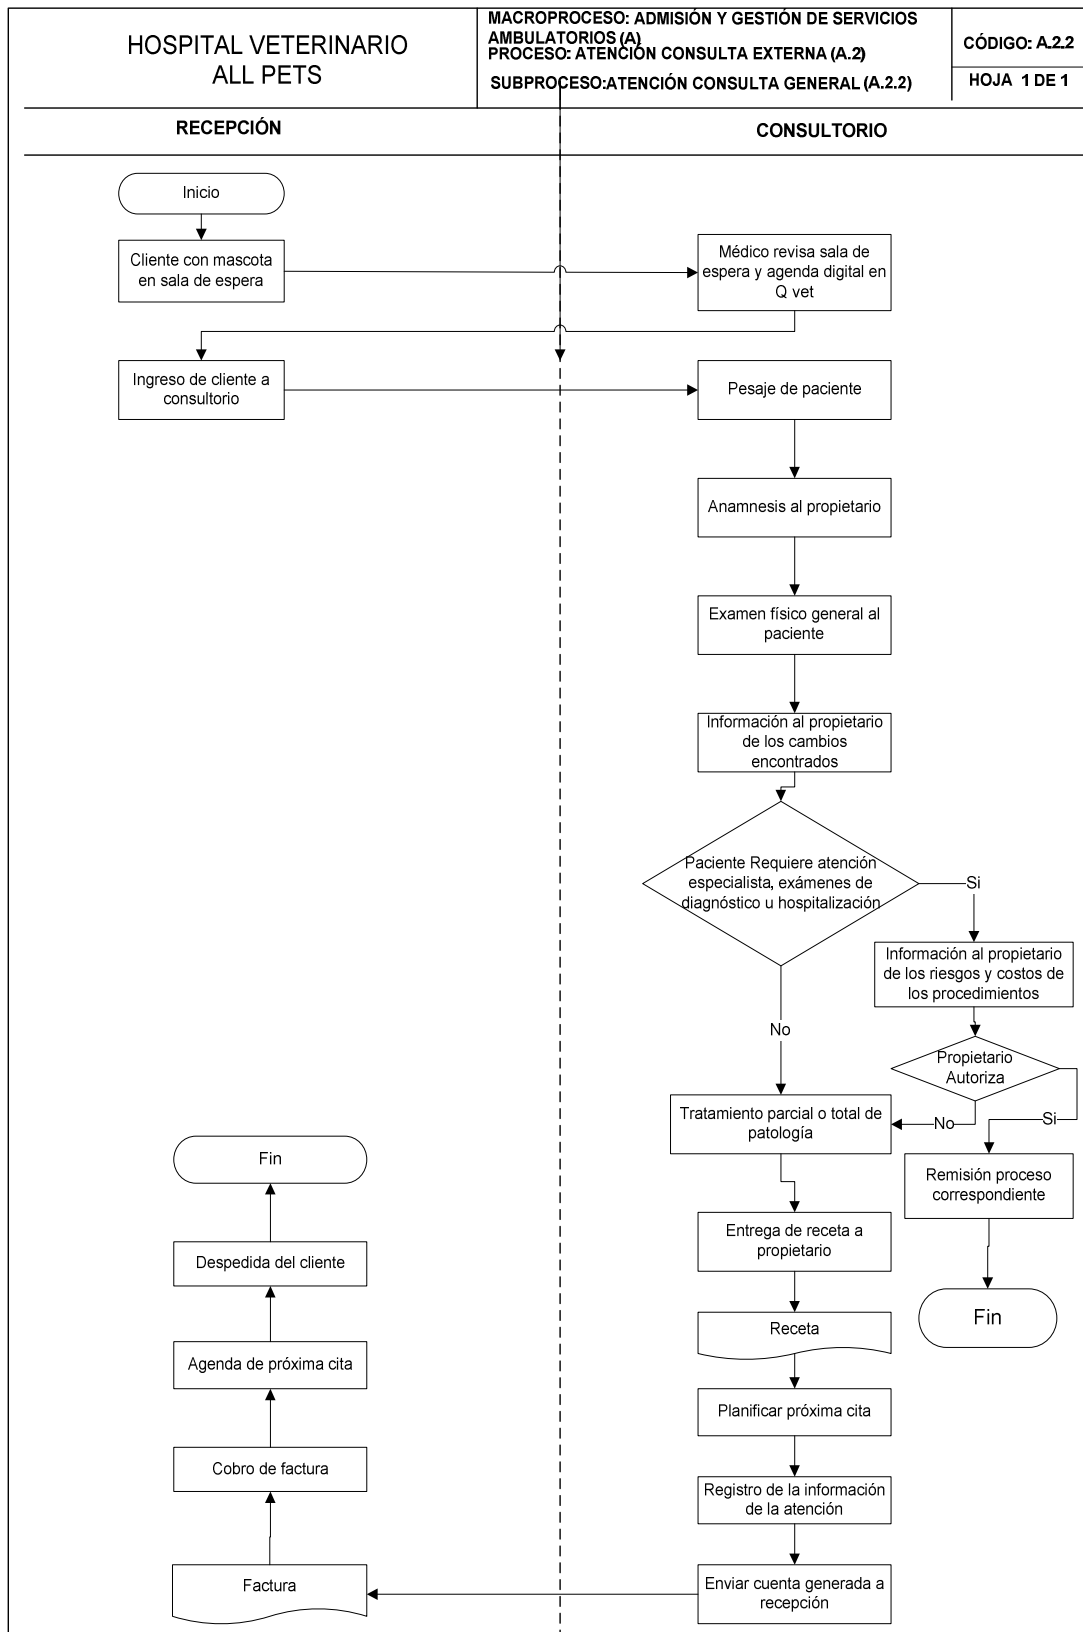 HOSPITAL VETERINARIO
ALL PETS
MACROPROCESO: ADMISIÓN Y GESTIÓN DE SERVICIOS
AMBULATORIOS (A)
PROCESO: ATENCIÓN CONSULTA EXTERNA (A.2)
SUBPROCESO:ATENCIÓN CONSULTA GENERAL (A.2.2)
CÓDIGO: A.2.2
HOJA 1 DE 1
RECEPCIÓN
CONSULTORIO
Inicio
Cliente con mascota
en sala de espera
Médico revisa sala de
espera y agenda digital en
Q vet
Ingreso de cliente a
consultorio
Pesaje de paciente
Anamnesis al propietario
Examen físico general al
paciente
Información al propietario
de los cambios
encontrados
Paciente Requiere atención
especialista, exámenes de
diagnóstico u hospitalización
Si
Información al propietario
de los riesgos y costos de
los procedimientos
No
Propietario
Autoriza
Tratamiento parcial o total de
patología
No
Si
Remisión proceso
correspondiente
Fin
Entrega de receta a
propietario
Receta
Planificar próxima cita
Registro de la información
de la atención
Enviar cuenta generada a
recepción
Factura
Cobro de factura
Agenda de próxima cita
Despedida del cliente
Fin